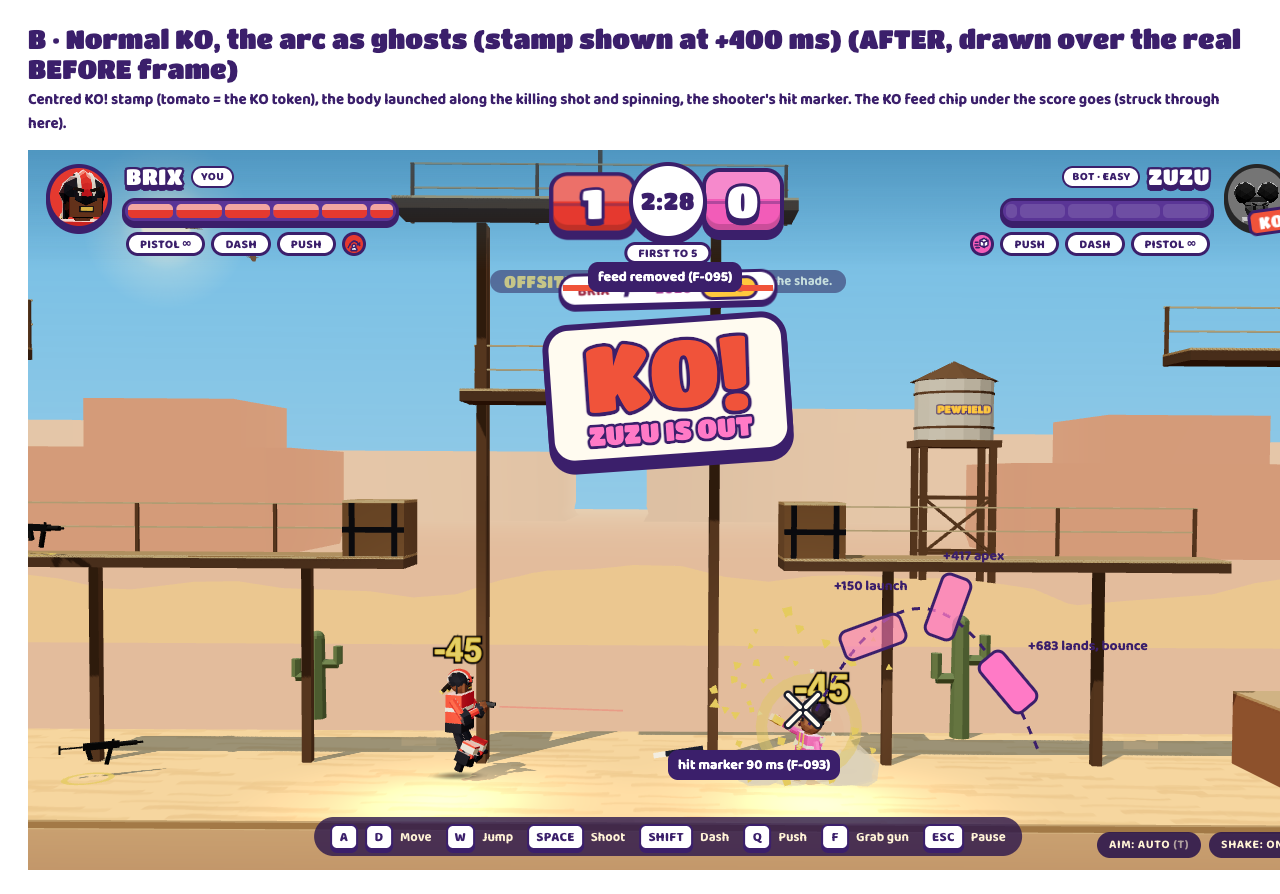 B · Normal KO, the arc as ghosts (stamp shown at +400 ms) (AFTER, drawn over the real
BEFORE frame)
Centred KO! stamp (tomato = the KO token), the body launched along the killing shot and spinning, the shooter's hit marker. The KO feed chip under the score goes (struck through
here).
BRIX YOU
1 2:28 0
BOT · EASY ZUZU
KO
PISTOL ∞ DASH PUSH
PUSH DASH PISTOL ∞
FIRST TO 5
feed removed (F-095)
he shade.
KO!
ZUZU IS OUT
PEWFIELD
+417 apex
+150 launch
+683 lands, bounce
-45
-45
hit marker 90 ms (F-093)
A D Move W Jump SPACE Shoot SHIFT Dash Q Push F Grab gun ESC Pause
AIM: AUTO (T) SHAKE: ON